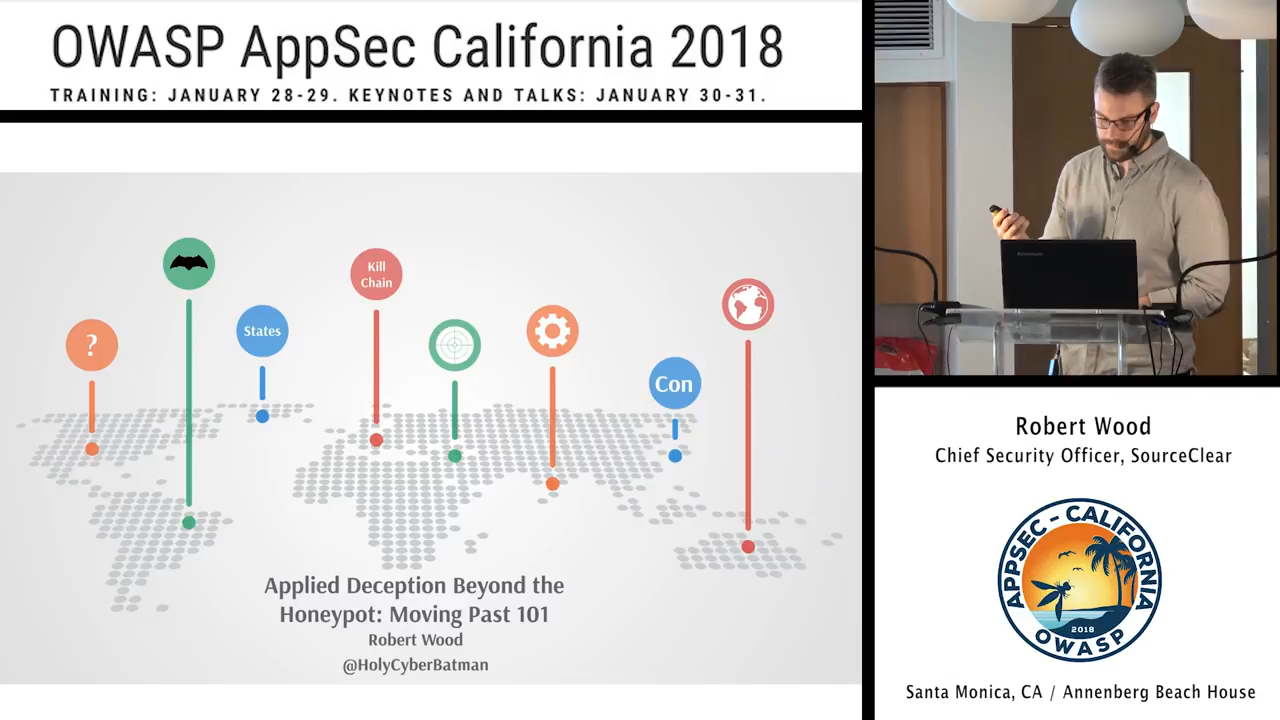 OWASP AppSec California 2018
TRAINING: JANUARY 28-29. KEYNOTES AND TALKS: JANUARY 30-31.
?
States
Kill
Chain
Con
Applied Deception Beyond the
Honeypot: Moving Past 101
Robert Wood
@HolyCyberBatman
Robert Wood
Chief Security Officer, SourceClear
APPSEC - CALIFORNIA
2018
OWASP
Santa Monica, CA / Annenberg Beach House